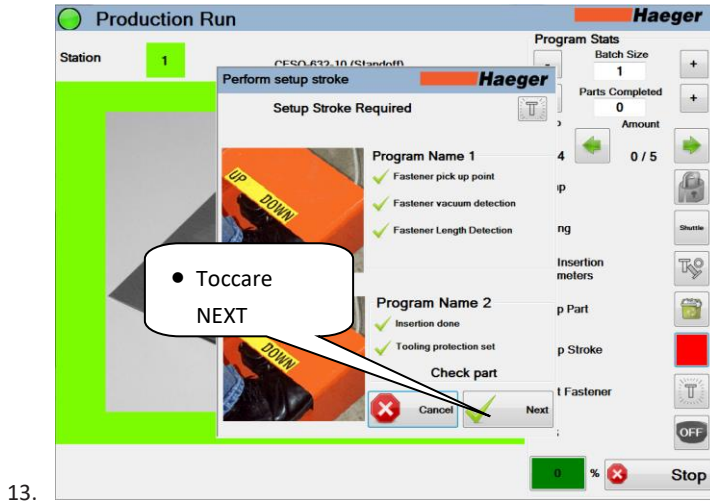 Production Run
Haeger
Station
1
CFSO-632-10 (Standoff)
Program Stats
Batch Size
-
1
+
Parts Completed
0
+
Amount
4
0 / 5
Perform setup stroke
Haeger
Setup Stroke Required
T
Program Name 1
UP
DOWN
Fastener pick up point
Fastener vacuum detection
Fastener Length Detection
ng
Shuttle
Insertion
meters
• Toccare
NEXT
Program Name 2
Insertion done
DOWN
Tooling protection set
Check part
Cancel
Next
p Part
p Stroke
t Fastener
T
OFF
0
%
Stop
13.